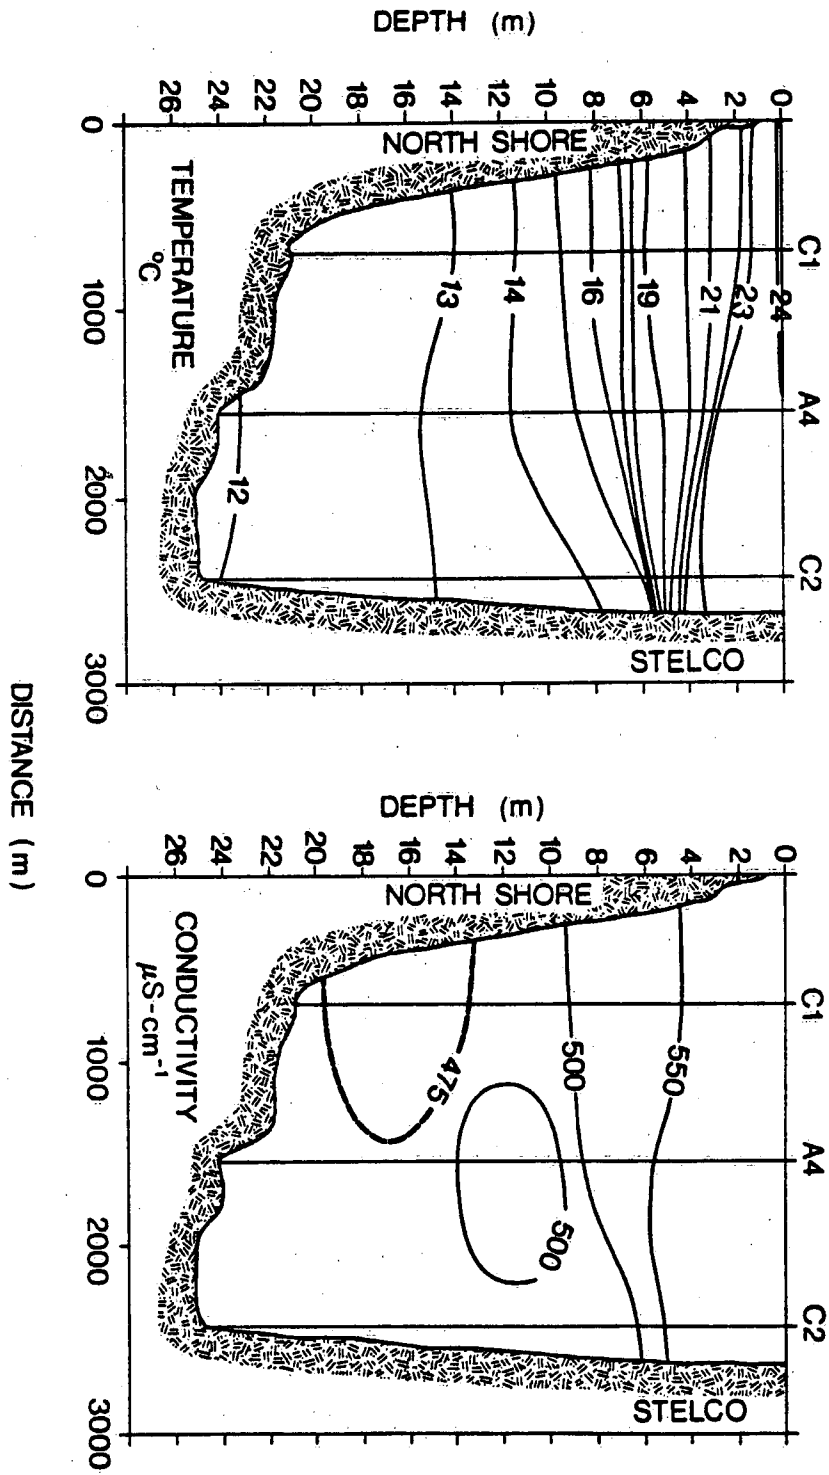 DEPTH (m)
0
2
4
6
8
10
12
14
16
18
20
22
24
26
C1
A4
C2
NORTH SHORE
STELCO
24
23
21
19
16
14
13
12
TEMPERATURE
°C
0
1000
2000
3000
DEPTH (m)
0
2
4
6
8
10
12
14
16
18
20
22
24
26
C1
A4
C2
NORTH SHORE
STELCO
550
500
475
500
CONDUCTIVITY
μS-cm⁻¹
0
1000
2000
3000
DISTANCE (m)